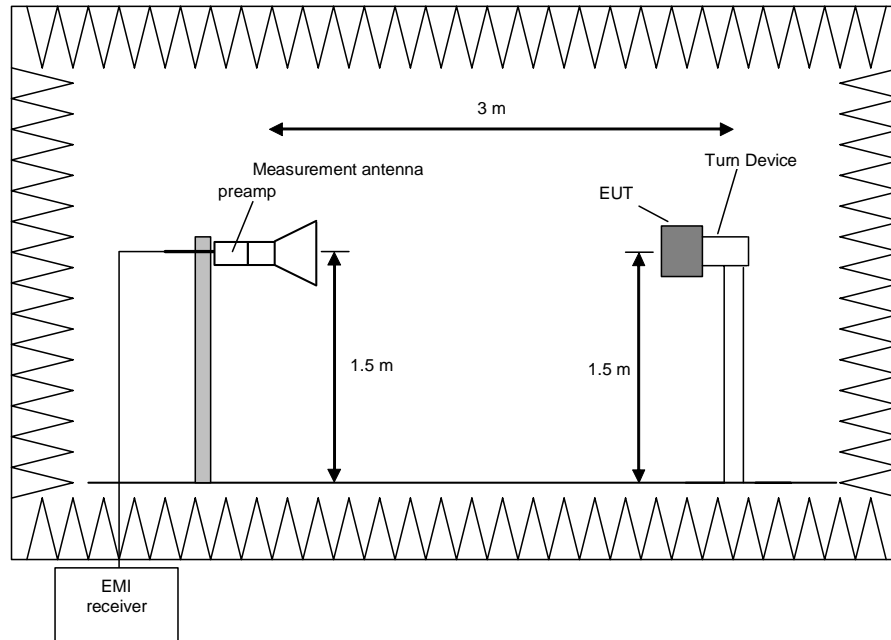 3 m
Measurement antenna
preamp
Turn Device
EUT
1.5 m
1.5 m
EMI
receiver